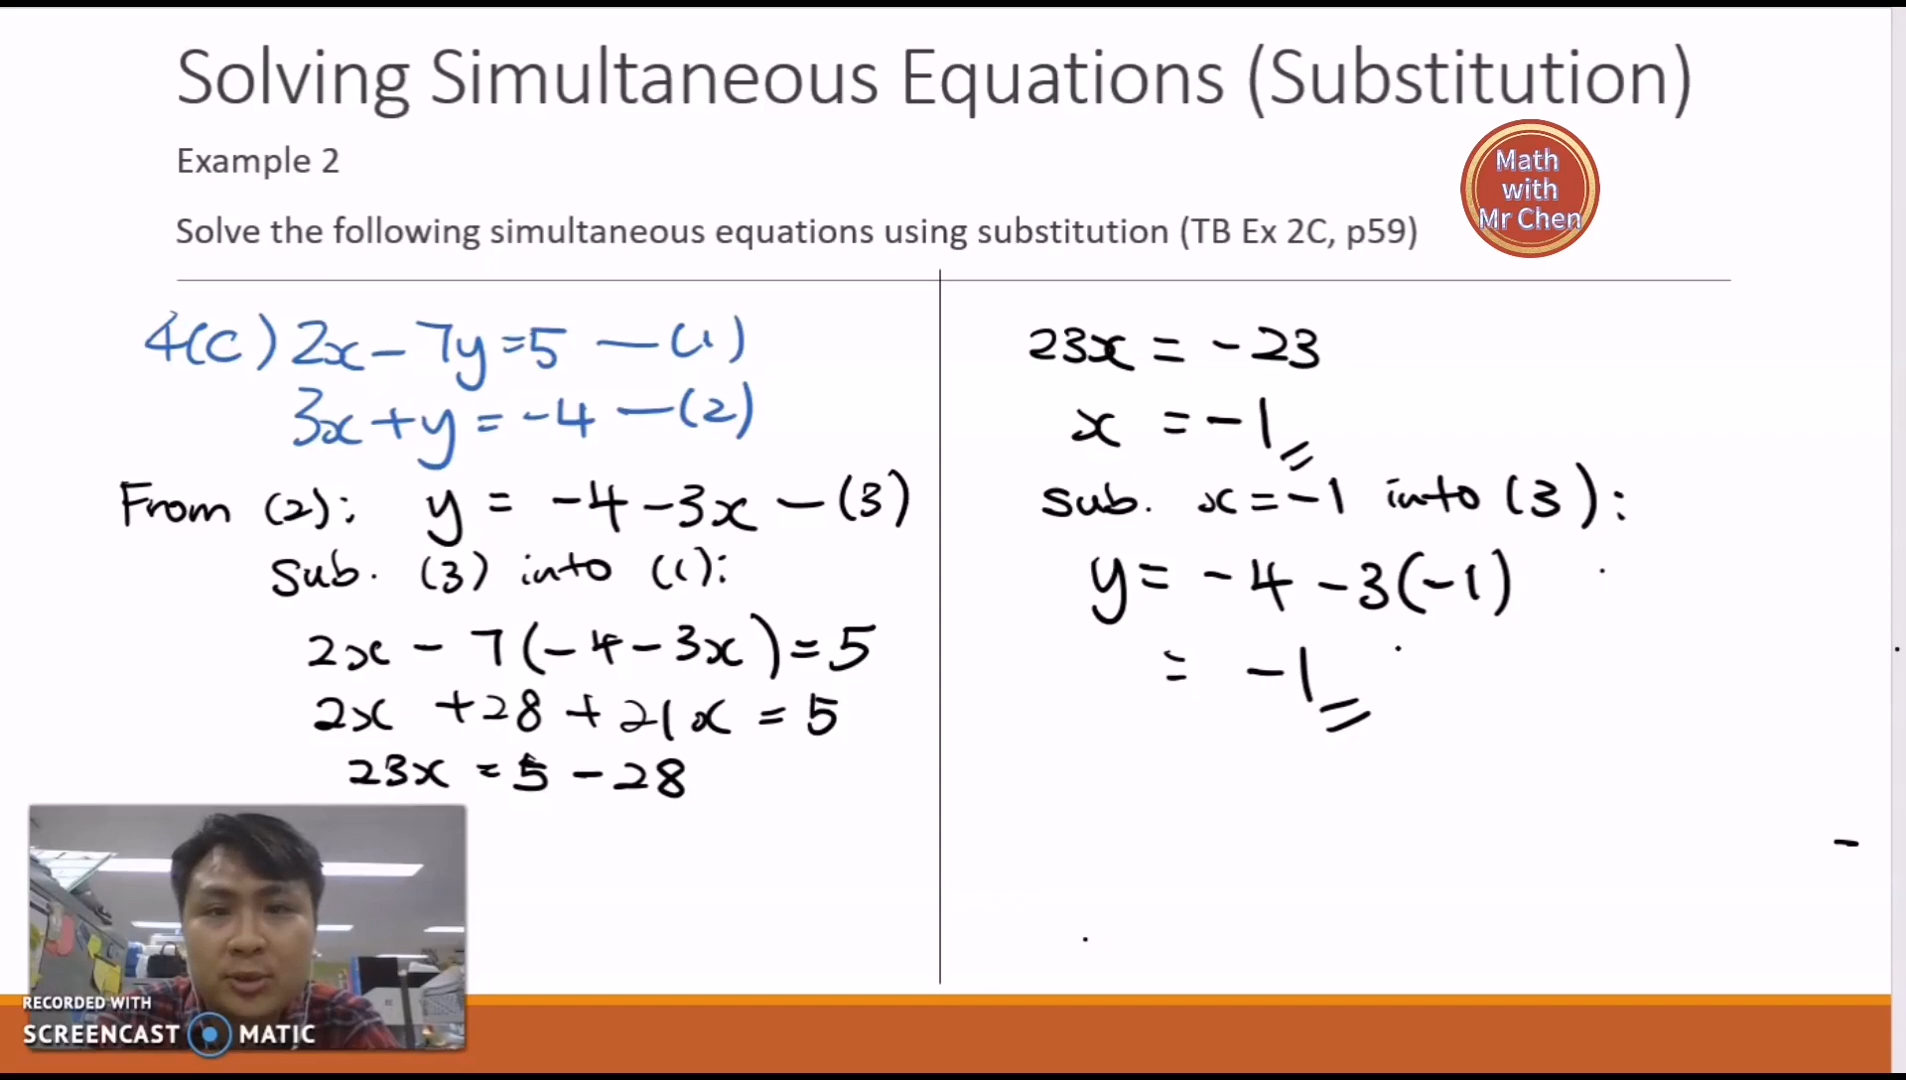 Solving Simultaneous Equations (Substitution)
Example 2
Math
with
Mr Chen
Solve the following simultaneous equations using substitution (TB Ex 2C, p59)
4(c) 2x - 7y = 5 — (1)
3x + y = -4 — (2)
From (2): y = -4 - 3x — (3)
Sub. (3) into (1):
2x - 7(-4 - 3x) = 5
2x + 28 + 21x = 5
23x = 5 - 28
23x = -23
x = -1
sub. x = -1 into (3):
y = -4 - 3(-1)
= -1
RECORDED WITH
SCREENCAST MATIC